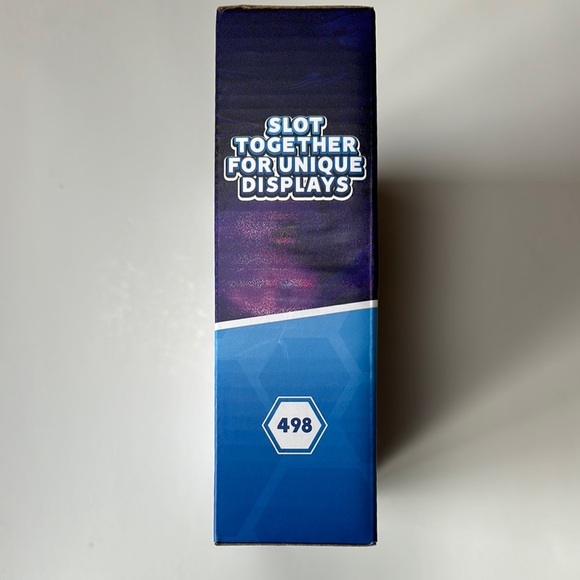 SLOT
TOGETHER
FOR UNIQUE
DISPLAYS
498